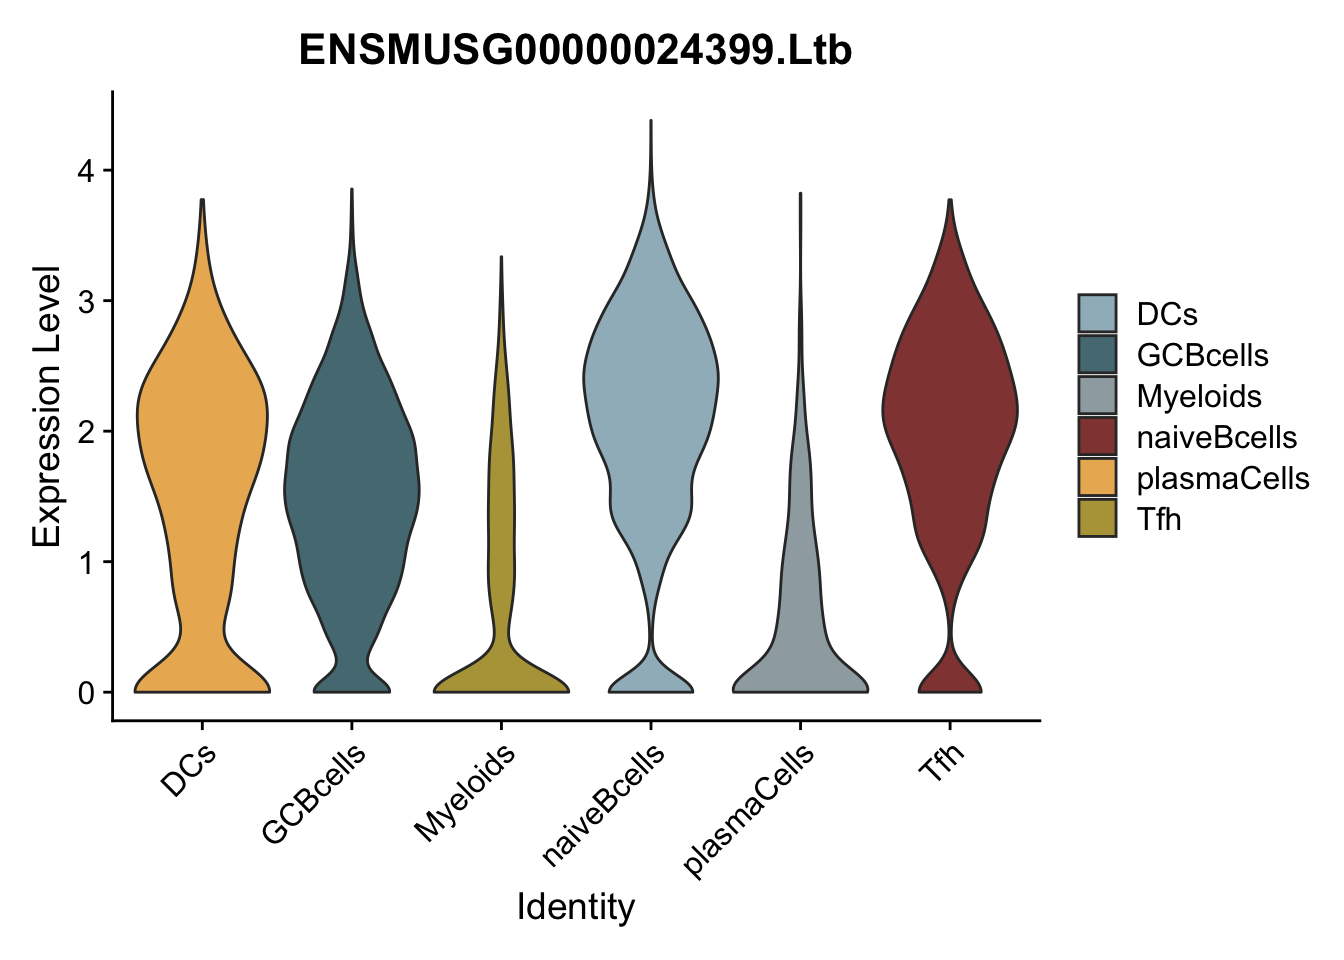 ENSMUSG00000024399.Ltb
Expression Level
4
3
2
1
0
DCs
GCBcells
Myeloids
naiveBcells
plasmaCells
Tfh
Identity
DCs
GCBcells
Myeloids
naiveBcells
plasmaCells
Tfh